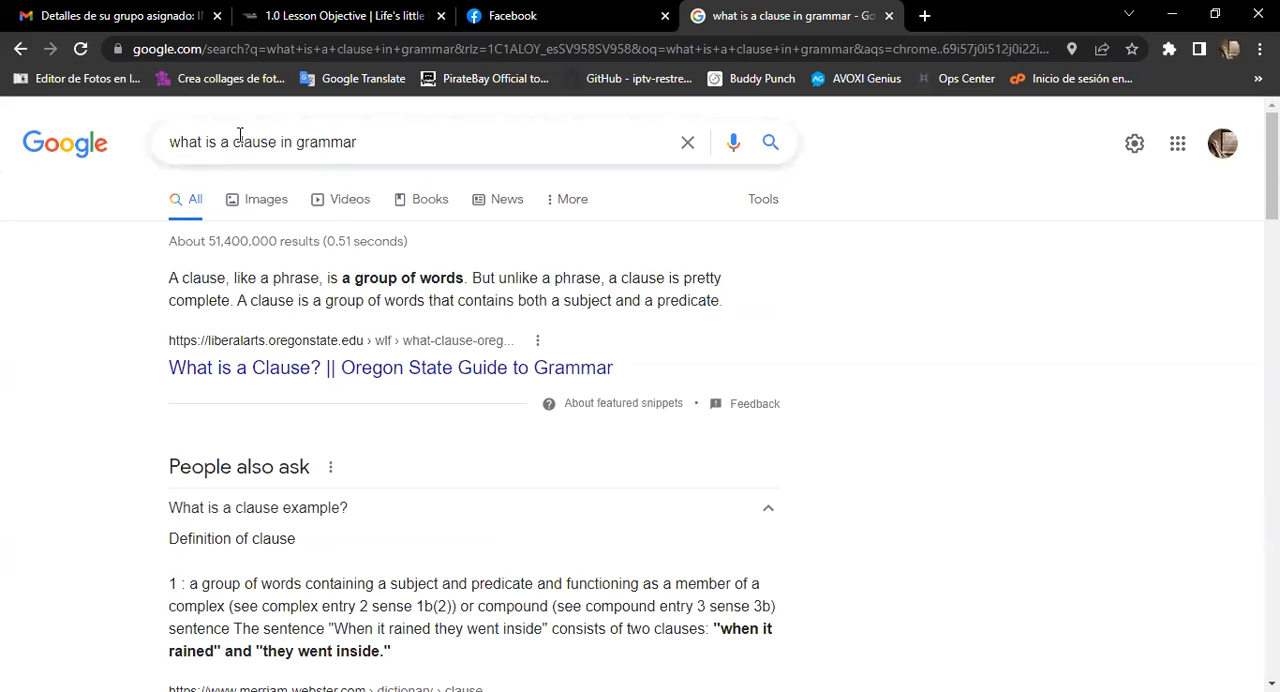 Detalles de su grupo asignado: II
1.0 Lesson Objective | Life's little
Facebook
what is a clause in grammar - Go
google.com/search?q=what+is+a+clause+in+grammar&rlz=1C1ALOY_esSV958SV958&oq=what+is+a+clause+in+grammar&aqs=chrome..69i57j0i512j0i22i...
Editor de Fotos en l...
Crea collages de fot...
Google Translate
PirateBay Official to...
GitHub - iptv-restre...
Buddy Punch
AVOXI Genius
Ops Center
Inicio de sesión en...
Google
what is a clause in grammar
All
Images
Videos
Books
News
More
Tools
About 51,400,000 results (0.51 seconds)
A clause, like a phrase, is a group of words. But unlike a phrase, a clause is pretty
complete. A clause is a group of words that contains both a subject and a predicate.
https://liberalarts.oregonstate.edu › wlf › what-clause-oreg...
What is a Clause? || Oregon State Guide to Grammar
About featured snippets • Feedback
People also ask
What is a clause example?
Definition of clause
1 : a group of words containing a subject and predicate and functioning as a member of a
complex (see complex entry 2 sense 1b(2)) or compound (see compound entry 3 sense 3b)
sentence The sentence "When it rained they went inside" consists of two clauses: "when it
rained" and "they went inside."
https://www.merriam-webster.com › dictionary › clause